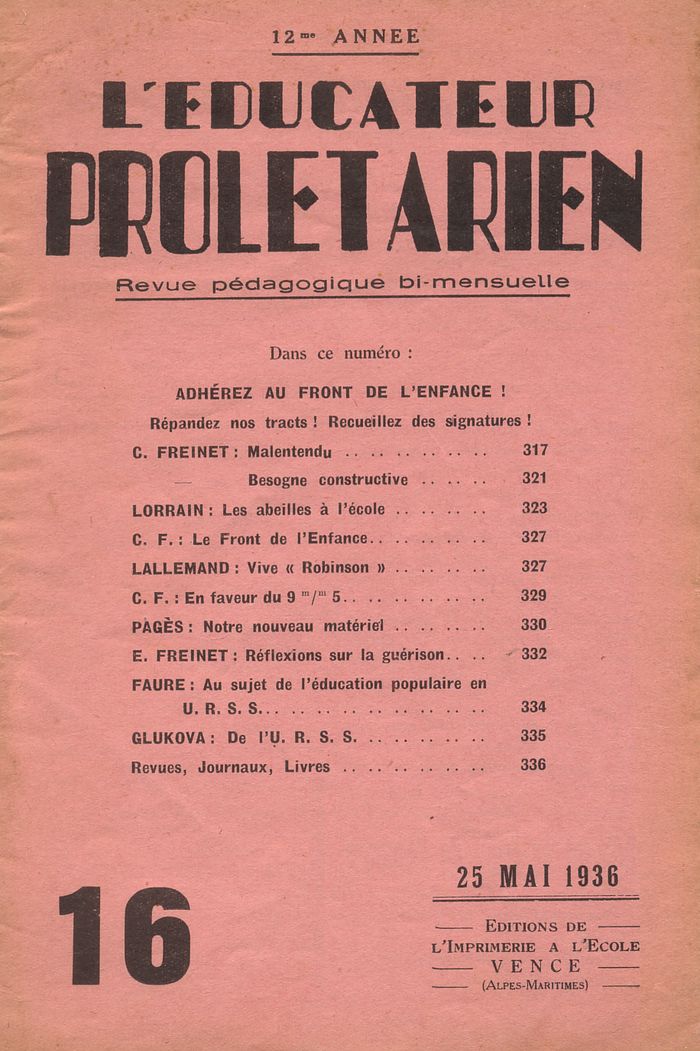 12me ANNEE
L'EDUCATEUR
PROLETARIEN
Revue pédagogique bi-mensuelle
Dans ce numéro :
ADHÉREZ AU FRONT DE L'ENFANCE !
Répandez nos tracts ! Recueillez des signatures !
C. FREINET : Malentendu .. .. .. .. .. .. 317
— Besogne constructive .. .. .. 321
LORRAIN : Les abeilles à l'école .. .. .. .. 323
C. F. : Le Front de l'Enfance.. .. .. .. .. 327
LALLEMAND : Vive « Robinson » .. .. .. .. 327
C. F. : En faveur du 9 m/m 5.. .. .. .. .. 329
PAGÈS : Notre nouveau matériel .. .. .. .. 330
E. FREINET : Réflexions sur la guérison.. .. 332
FAURE : Au sujet de l'éducation populaire en
U. R. S. S... .. .. .. .. .. .. .. .. 334
GLUKOVA : De l'U. R. S. S. .. .. .. .. .. 335
Revues, Journaux, Livres .. .. .. .. .. .. 336
25 MAI 1936
16
EDITIONS DE
L'IMPRIMERIE A L'ECOLE
VENCE
(ALPES-MARITIMES)